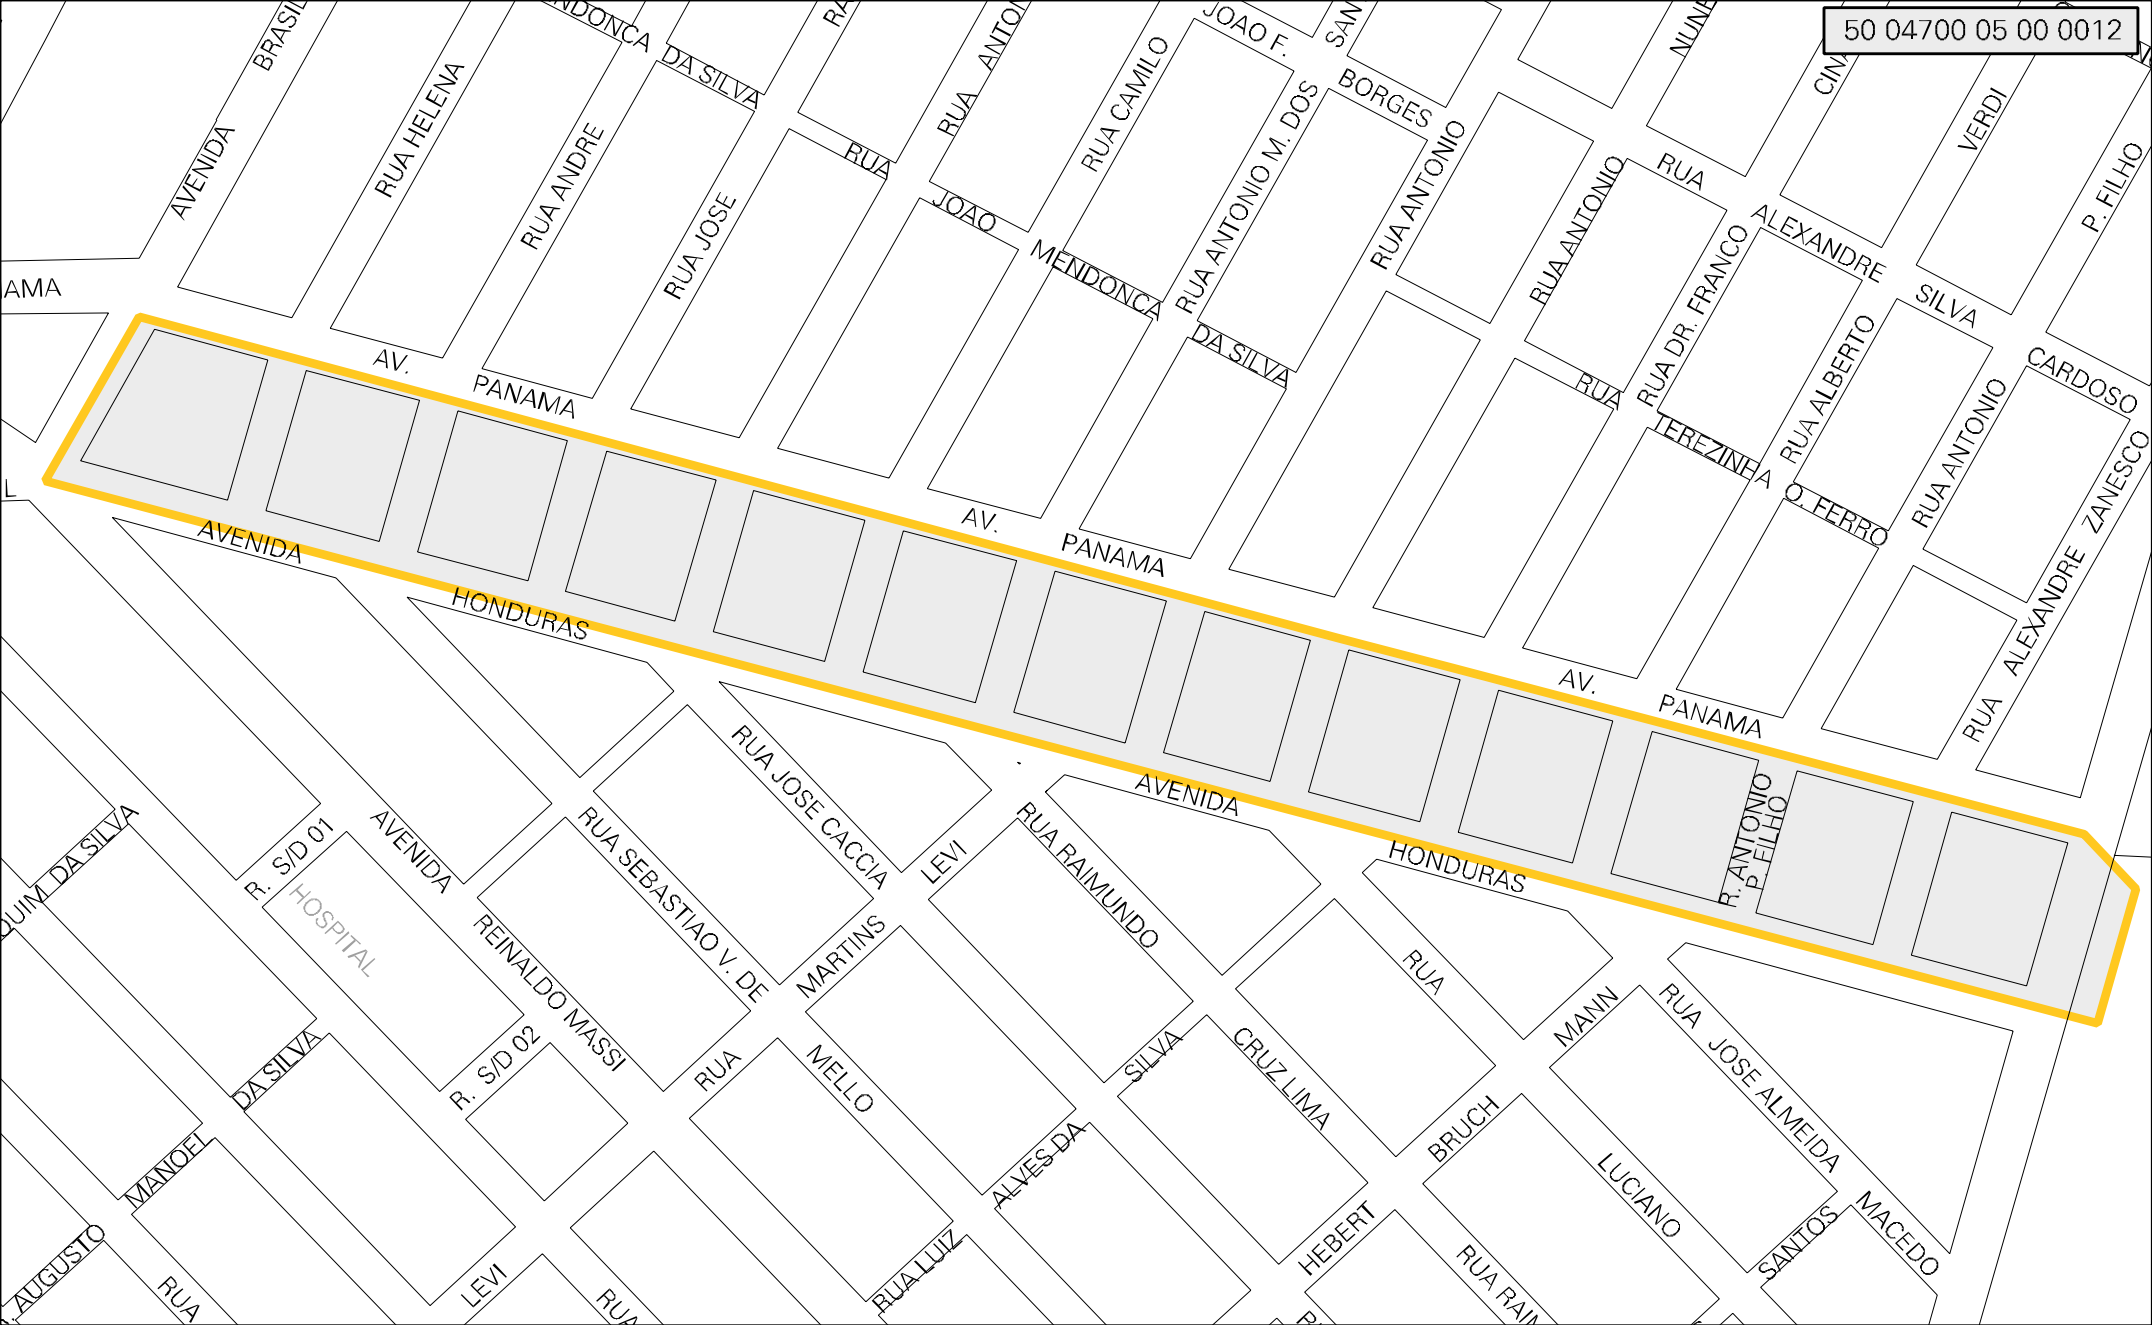 50 04700 05 00 0012
AVENIDA BRASIL
RUA HELENA
RUA ANDRE
RUA JOSE
DA SILVA
RUA ANTON
RUA CAMILO
JOAO F.
BORGES
RUA ANTONIO M. DOS
RUA ANTONIO
RUA ANTONIO
RUA DR. FRANCO
RUA ALBERTO
RUA ANTONIO
VERDI
P. FILHO
RUA
JOAO
MENDONCA
DA SILVA
RUA
TEREZINHA
O. FERRO
RUA
ALEXANDRE
SILVA
CARDOSO
RUA ALEXANDRE ZANESCO
AV.
PANAMA
AV.
PANAMA
AV.
PANAMA
AVENIDA
HONDURAS
AVENIDA
HONDURAS
R. ANTONIO
P. FILHO
RUA JOSE CACCIA
LEVI
RUA RAIMUNDO
RUA SEBASTIAO V. DE
MARTINS
AVENIDA
REINALDO MASSI
R. S/D 01
HOSPITAL
R. S/D 02
DA SILVA
DA SILVA
MANOEL
AUGUSTO
RUA
LEVI
RUA
RUA
MELLO
RUA LUIZ
ALVES DA
SILVA
CRUZ LIMA
RUA
MANN
BRUCH
HEBERT
RUA
JOSE ALMEIDA
MACEDO
LUCIANO
SANTOS